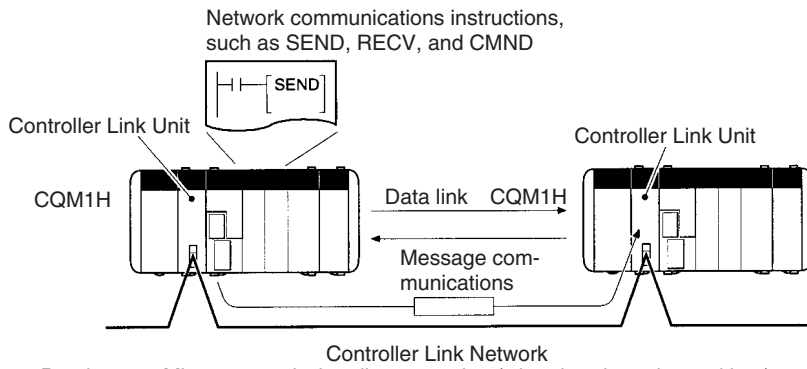 Network communications instructions,
such as SEND, RECV, and CMND
SEND
Controller Link Unit
Controller Link Unit
CQM1H
Data link
CQM1H
Message com-
munications
Controller Link Network